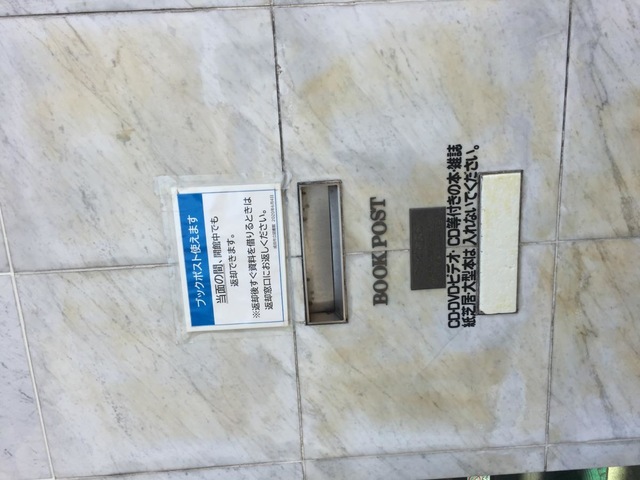 ブックポスト使えます
当面の間、開館中でも
返却できます。
※返却後すぐ資料を借りるときは
返却窓口にお返しください。
BOOK POST
CD・DVD・ビデオ・CD等付きの本・雑誌
紙芝居・大型本は入れないでください。